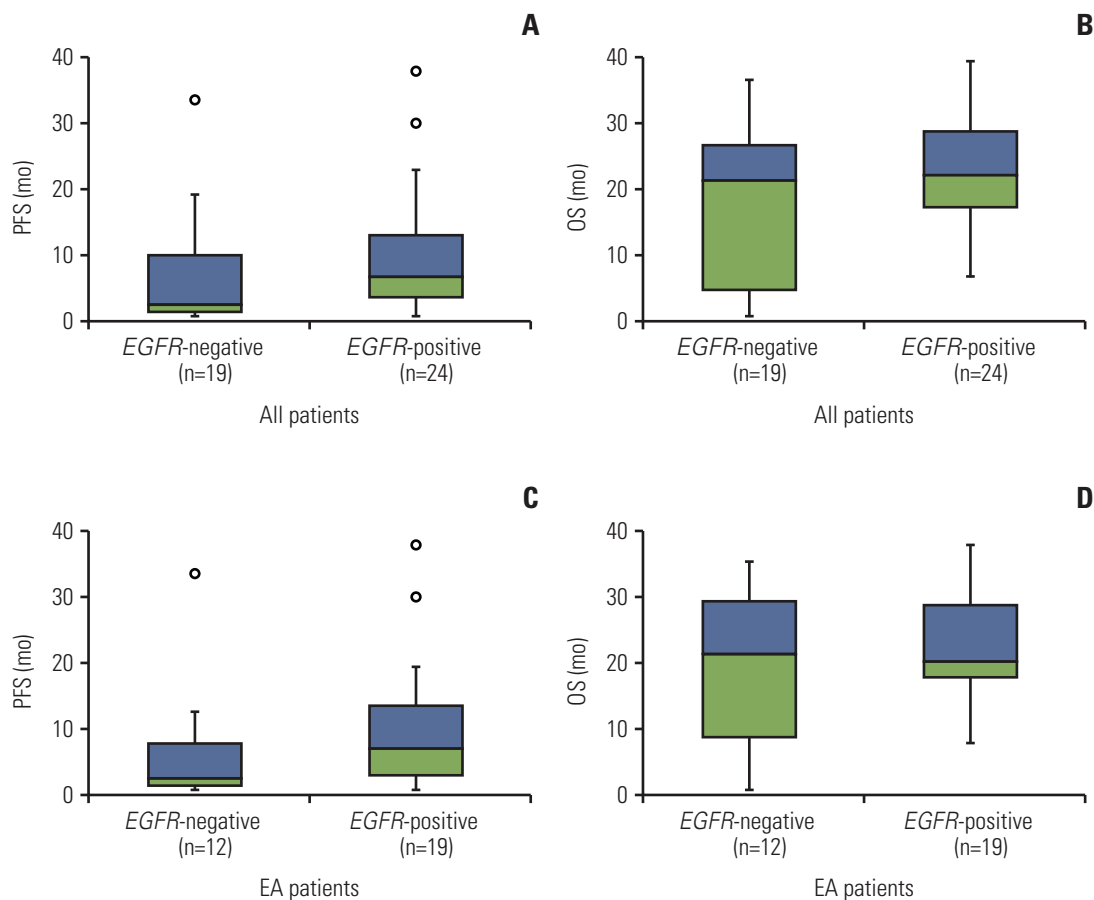 A
40
30
20
10
0
PFS (mo)
EGFR-negative
(n=19)
EGFR-positive
(n=24)
All patients
B
40
30
20
10
0
OS (mo)
EGFR-negative
(n=19)
EGFR-positive
(n=24)
All patients
C
40
30
20
10
0
PFS (mo)
EGFR-negative
(n=12)
EGFR-positive
(n=19)
EA patients
D
40
30
20
10
0
OS (mo)
EGFR-negative
(n=12)
EGFR-positive
(n=19)
EA patients